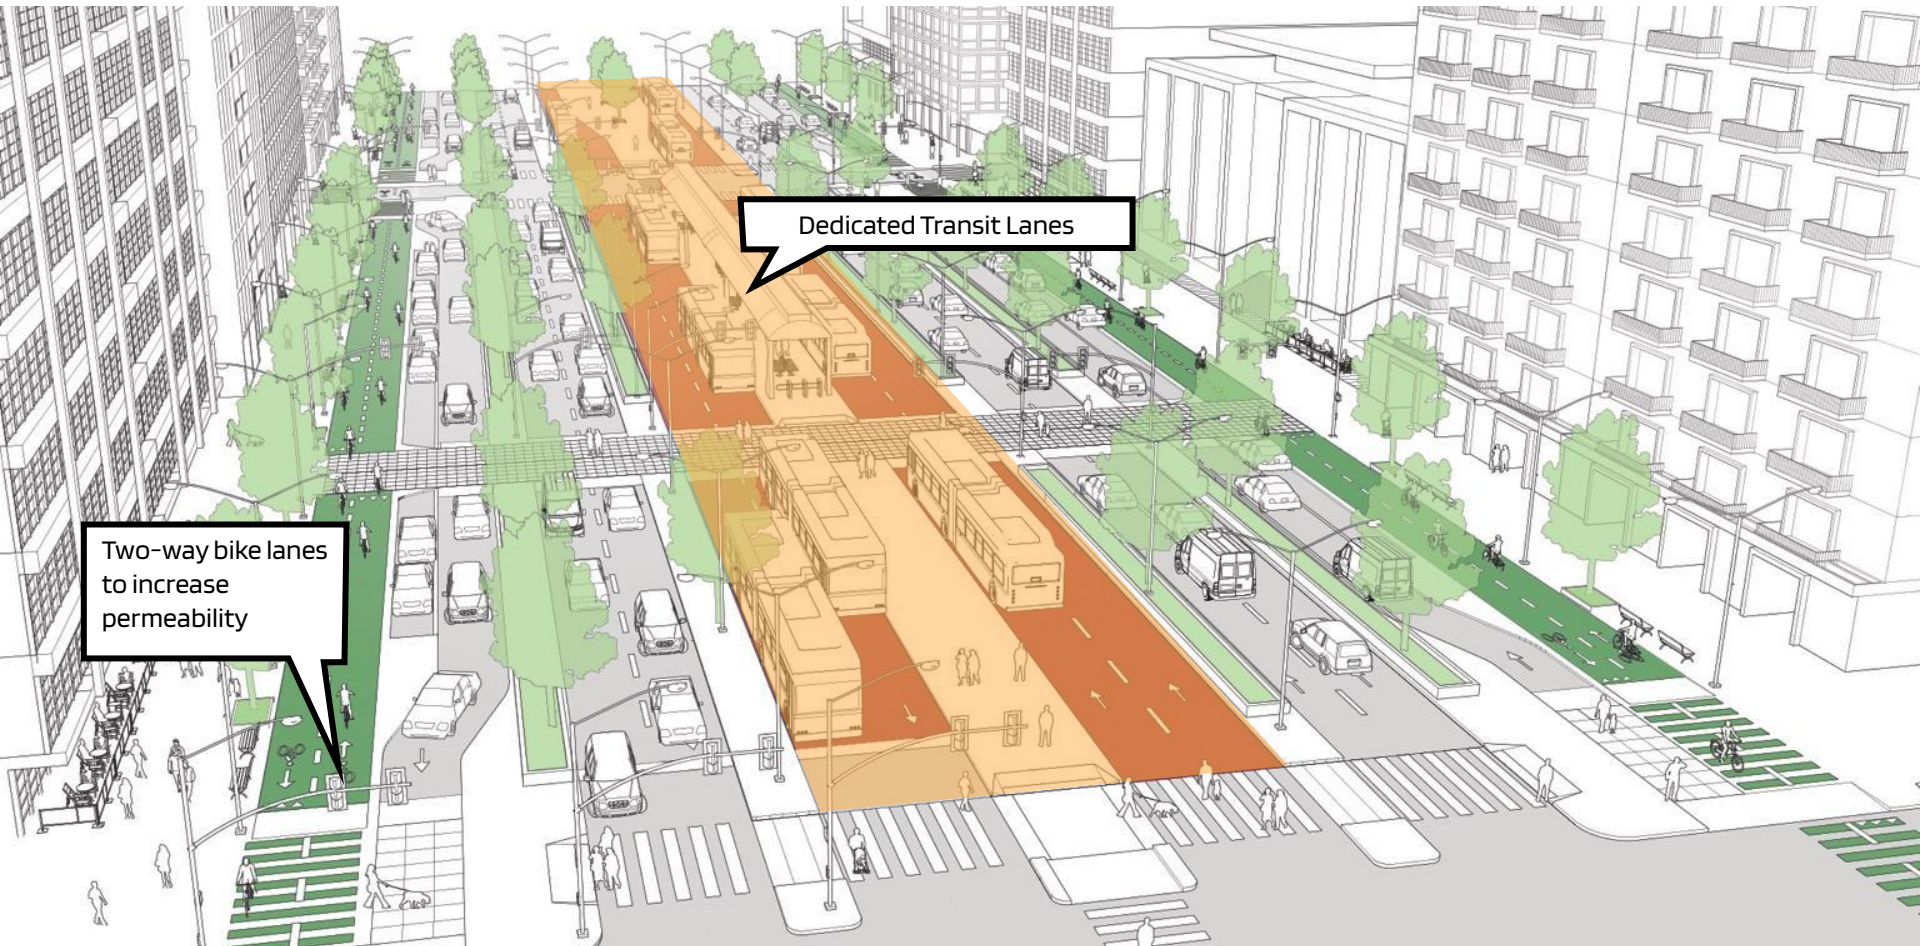 Dedicated Transit Lanes
Two-way bike lanes
to increase
permeability